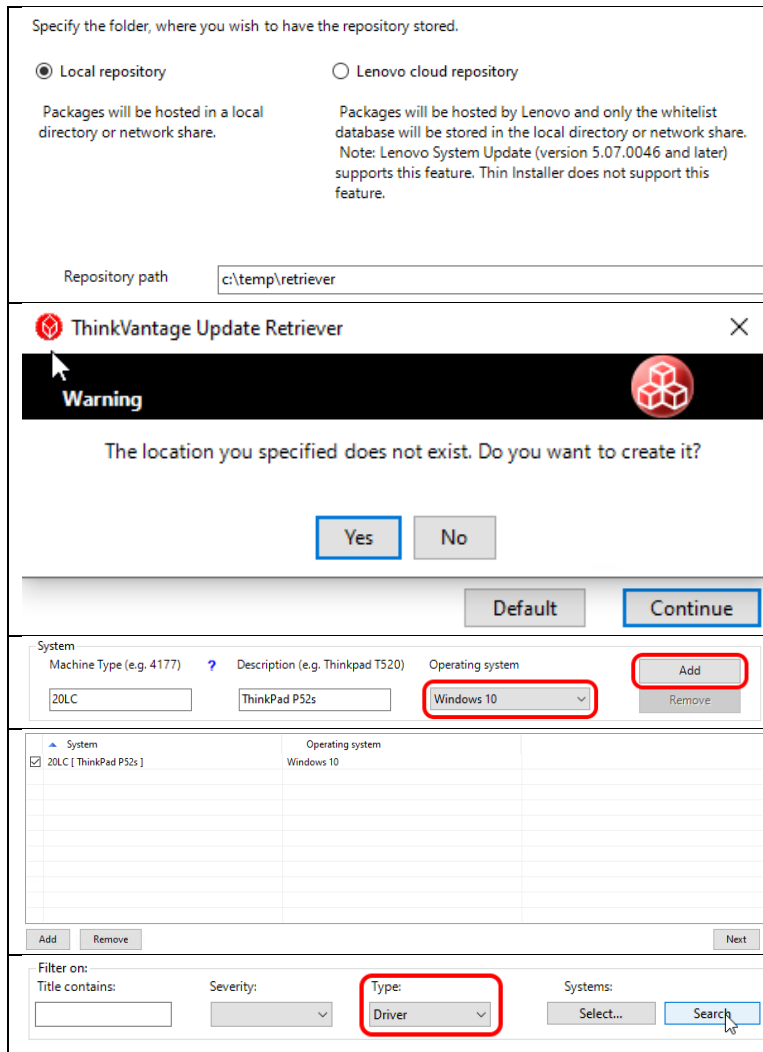 Specify the folder, where you wish to have the repository stored.
Local repository
Lenovo cloud repository
Packages will be hosted in a local
directory or network share.
Packages will be hosted by Lenovo and only the whitelist
database will be stored in the local directory or network share.
Note: Lenovo System Update (version 5.07.0046 and later)
supports this feature. Thin Installer does not support this
feature.
Repository path
c:\temp\retriever
ThinkVantage Update Retriever
Warning
The location you specified does not exist. Do you want to create it?
Yes
No
Default
Continue
System
Machine Type (e.g. 4177)
?
Description (e.g. Thinkpad T520)
Operating system
Add
20LC
ThinkPad P52s
Windows 10
Remove
System
Operating system
20LC [ ThinkPad P52s ]
Windows 10
Add
Remove
Next
Filter on:
Title contains:
Severity:
Type:
Systems:
Driver
Select...
Search